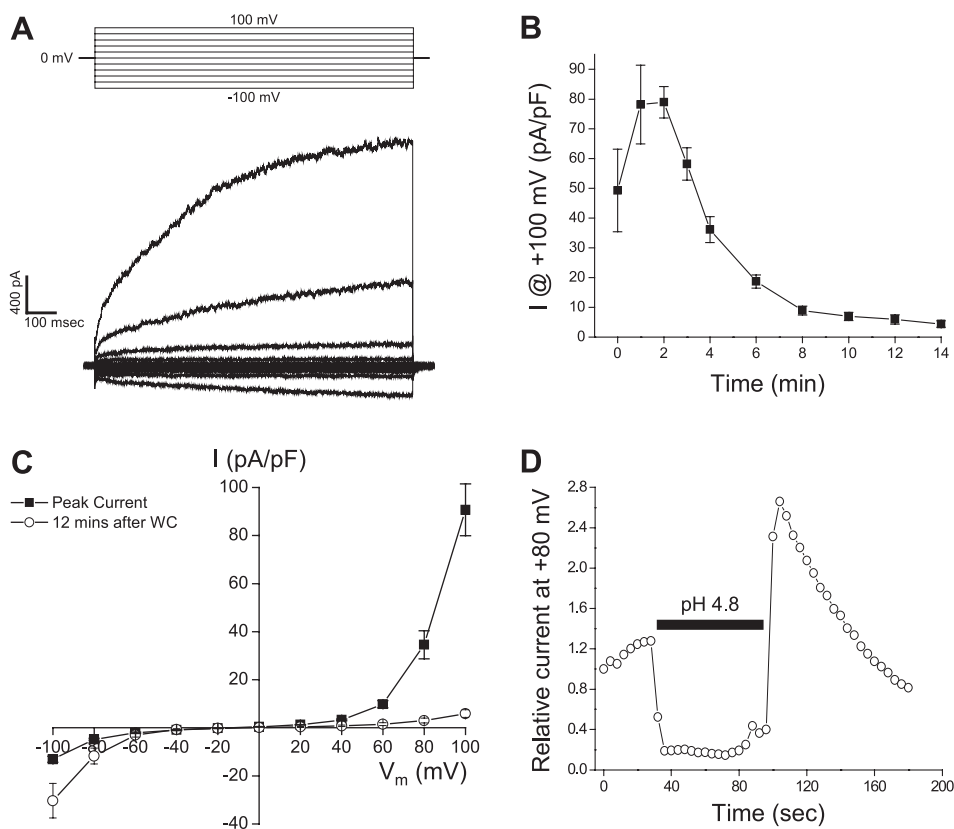 A
100 mV
0 mV
-100 mV
400 pA
100 msec
B
I @ +100 mV (pA/pF)
90
80
70
60
50
40
30
20
10
0
0 2 4 6 8 10 12 14
Time (min)
C
I (pA/pF)
Peak Current
12 mins after WC
100
80
60
40
20
-100 -80 -60 -40 -20 0 20 40 60 80 100
Vm (mV)
-20
-40
D
Relative current at +80 mV
2.8
2.4
2.0
1.6
1.2
0.8
0.4
0.0
pH 4.8
0 40 80 120 160 200
Time (sec)